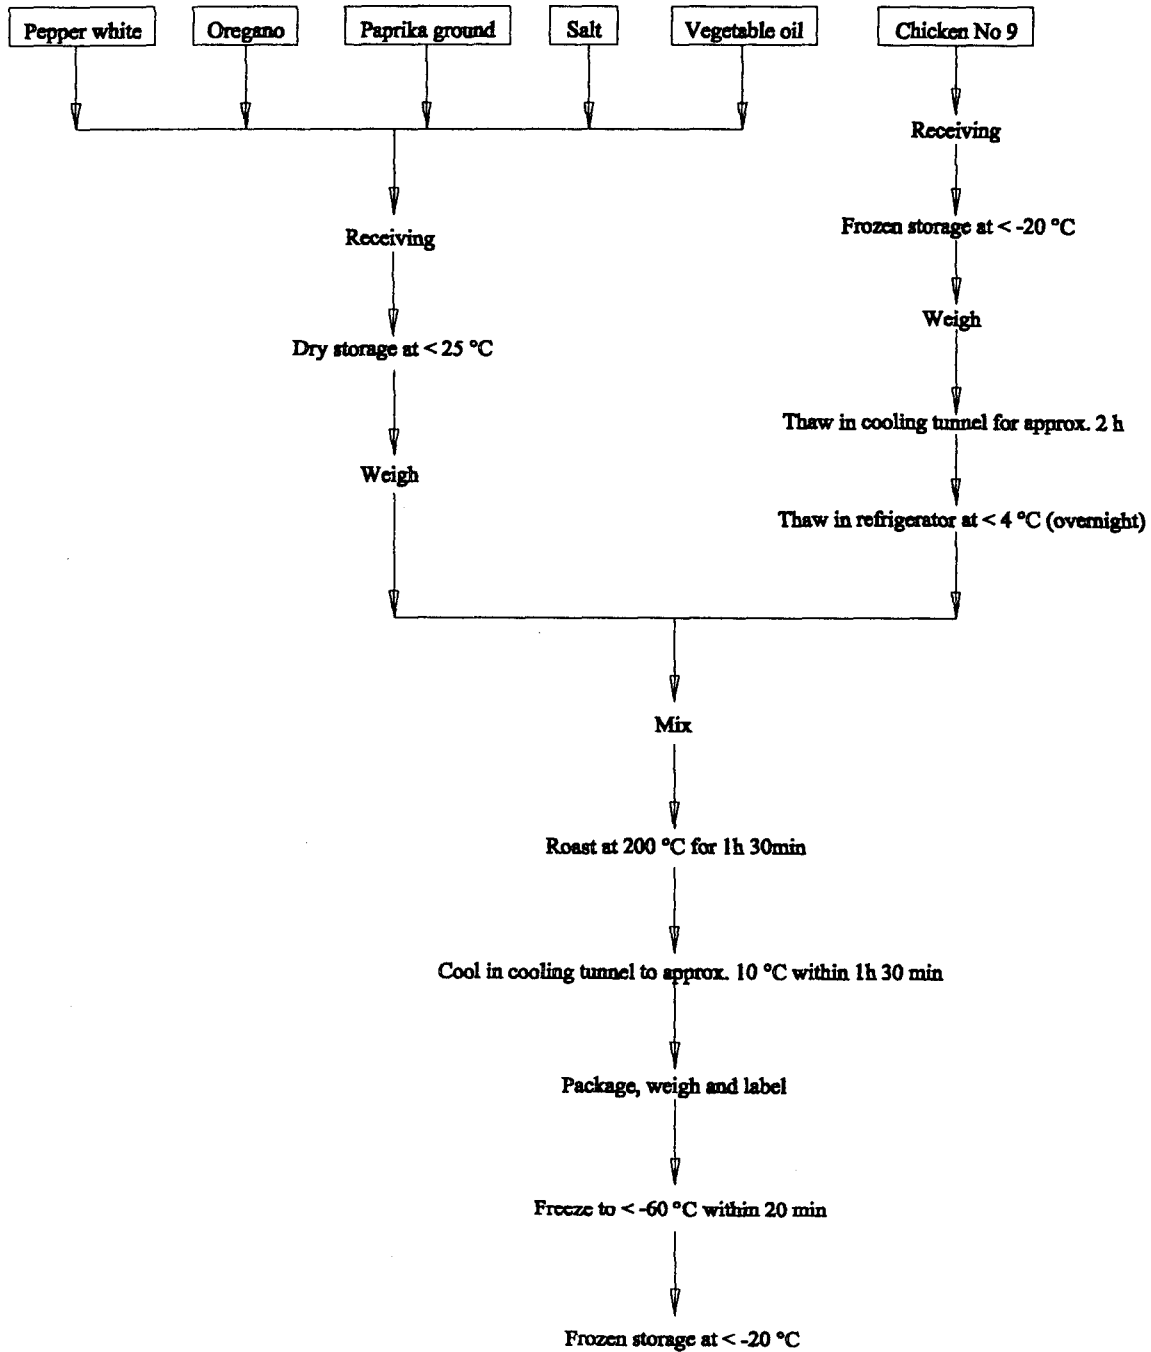 Pepper white
Oregano
Paprika ground
Salt
Vegetable oil
Chicken No 9
Receiving
Frozen storage at < -20 °C
Receiving
Weigh
Dry storage at < 25 °C
Thaw in cooling tunnel for approx. 2 h
Weigh
Thaw in refrigerator at < 4 °C (overnight)
Mix
Roast at 200 °C for 1h 30min
Cool in cooling tunnel to approx. 10 °C within 1h 30 min
Package, weigh and label
Freeze to < -60 °C within 20 min
Frozen storage at < -20 °C